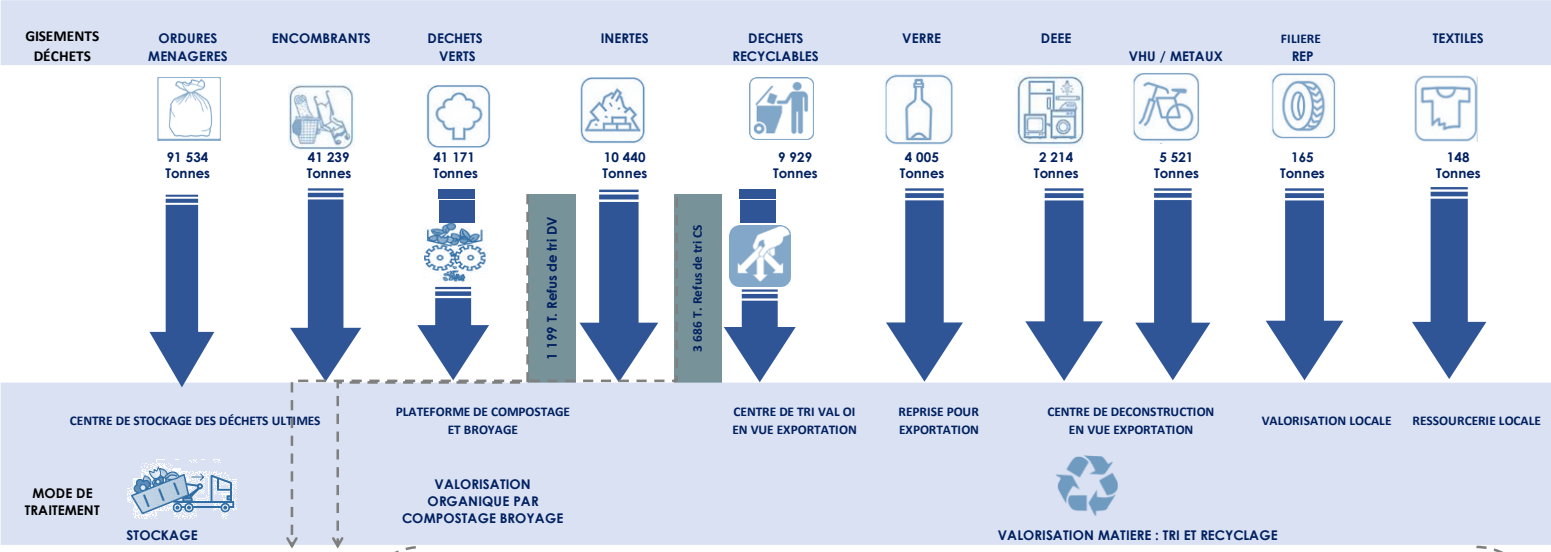 GISEMENTS
DÉCHETS
ORDURES
MENAGERES
ENCOMBRANTS
DECHETS
VERTS
INERTES
DECHETS
RECYCLABLES
VERRE
DEEE
VHU / METAUX
FILIERE
REP
TEXTILES
91 534
Tonnes
41 239
Tonnes
41 171
Tonnes
10 440
Tonnes
9 929
Tonnes
4 005
Tonnes
2 214
Tonnes
5 521
Tonnes
165
Tonnes
148
Tonnes
1 199 T. Refus de tri DV
3 686 T. Refus de tri CS
CENTRE DE STOCKAGE DES DÉCHETS ULTIMES
PLATEFORME DE COMPOSTAGE
ET BROYAGE
CENTRE DE TRI VAL OI
EN VUE EXPORTATION
REPRISE POUR
EXPORTATION
CENTRE DE DECONSTRUCTION
EN VUE EXPORTATION
VALORISATION LOCALE
RESSOURCERIE LOCALE
MODE DE
TRAITEMENT
STOCKAGE
VALORISATION
ORGANIQUE PAR
COMPOSTAGE BROYAGE
VALORISATION MATIERE : TRI ET RECYCLAGE